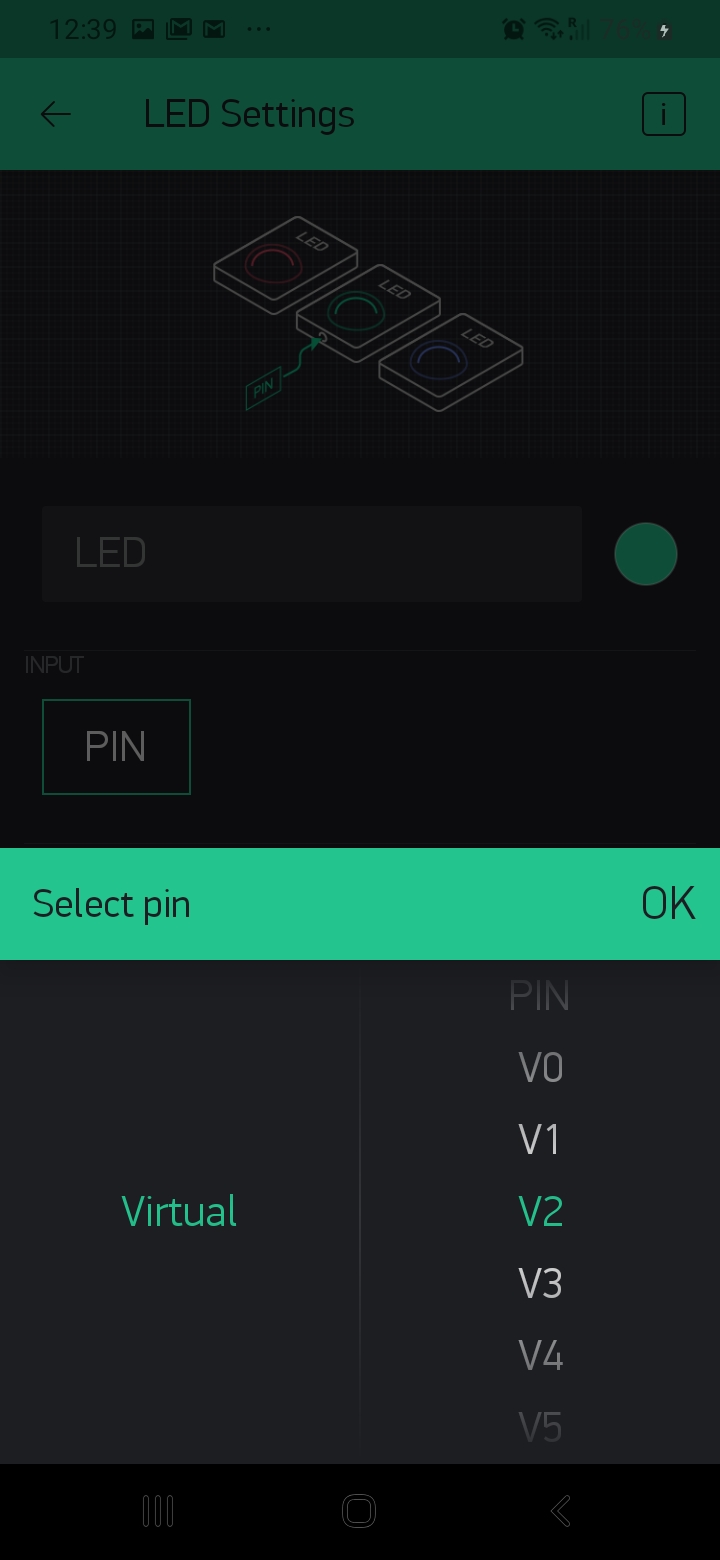 12:39 ... R 76%
LED Settings i
LED
LED
LED
PIN
LED
INPUT
PIN
Select pin OK
PIN
V0
V1
Virtual V2
V3
V4
V5